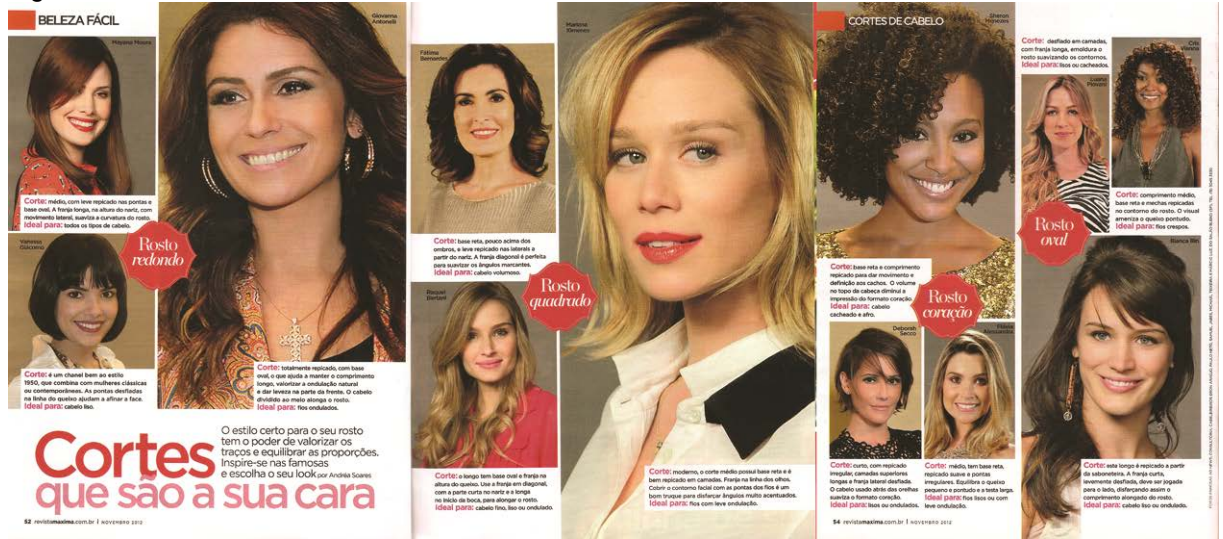 BELEZA FÁCIL
Mayana Moura
Giovanna
Antonelli
Corte: médio, com leve repicado nas pontas e
base oval. A franja longa, na altura do nariz, com
movimento lateral, suaviza a curvatura do rosto.
Ideal para: todos os tipos de cabelo.
Rosto
redondo
Vanessa
Giácomo
Corte: é um chanel bem ao estilo
1950, que combina com mulheres clássicas
ou contemporâneas. As pontas desfiadas
na linha do queixo ajudam a afinar a face.
Ideal para: cabelo liso.
Corte: totalmente repicado, com base
oval, o que ajuda a manter o comprimento
longo, valorizar a ondulação natural
e dar leveza na parte da frente. O cabelo
dividido ao meio alonga o rosto.
Ideal para: fios ondulados.
Cortes
que são a sua cara
O estilo certo para o seu rosto
tem o poder de valorizar os
traços e equilibrar as proporções.
Inspire-se nas famosas
e escolha o seu look por Andréa Soares
52 revistamaxima.com.br | NOVEMBRO 2012
Fátima
Bernardes
Mariana
Ximenes
Corte: base reta, pouco acima dos
ombros, e leve repicado nas laterais a
partir do nariz. A franja diagonal é perfeita
para suavizar os ângulos marcantes.
Ideal para: cabelo volumoso.
Raquel
Bertani
Rosto
quadrado
Corte: o longo tem base oval e franja na
altura do queixo. Use a franja em diagonal,
com a parte curta no nariz e a longa
no início da boca, para alongar o rosto.
Ideal para: cabelo fino, liso ou ondulado.
Corte: moderno, o corte médio possui base reta e é
bem repicado em camadas. Franja na linha dos olhos.
Cobrir o contorno facial com as pontas dos fios é um
bom truque para disfarçar ângulos muito acentuados.
Ideal para: fios com leve ondulação.
CORTES DE CABELO
Sheron
Menezes
Corte: desfiado em camadas,
com franja longa, emoldura o
rosto suavizando os contornos.
Ideal para: lisos ou cacheados.
Cris
Vianna
Luana
Piovani
Corte: comprimento médio,
base reta e mechas repicadas
no contorno do rosto. O visual
ameniza o queixo pontudo.
Ideal para: fios crespos.
Rosto
oval
Bianca Bin
Corte: base reta e comprimento
repicado para dar movimento e
definição aos cachos. O volume
no topo da cabeça diminui a
impressão do formato coração.
Ideal para: cabelo
cacheado e afro.
Rosto
coração
Deborah
Secco
Flávia
Alessandra
Corte: curto, com repicado
irregular, camadas superiores
longas e franja lateral desfiada.
O cabelo usado atrás das orelhas
suaviza o formato coração.
Ideal para: lisos ou ondulados.
Corte: médio, tem base reta,
repicado suave e pontas
irregulares. Equilibra o queixo
pequeno e pontudo e a testa larga.
Ideal para: fios lisos ou com
leve ondulação.
Corte: este longo é repicado a partir
da saboneteira. A franja curta,
levemente desfiada, deve ser jogada
para o lado, disfarçando assim o
comprimento alongado do rosto.
Ideal para: cabelo liso ou ondulado.
54 revistamaxima.com.br | NOVEMBRO 2012